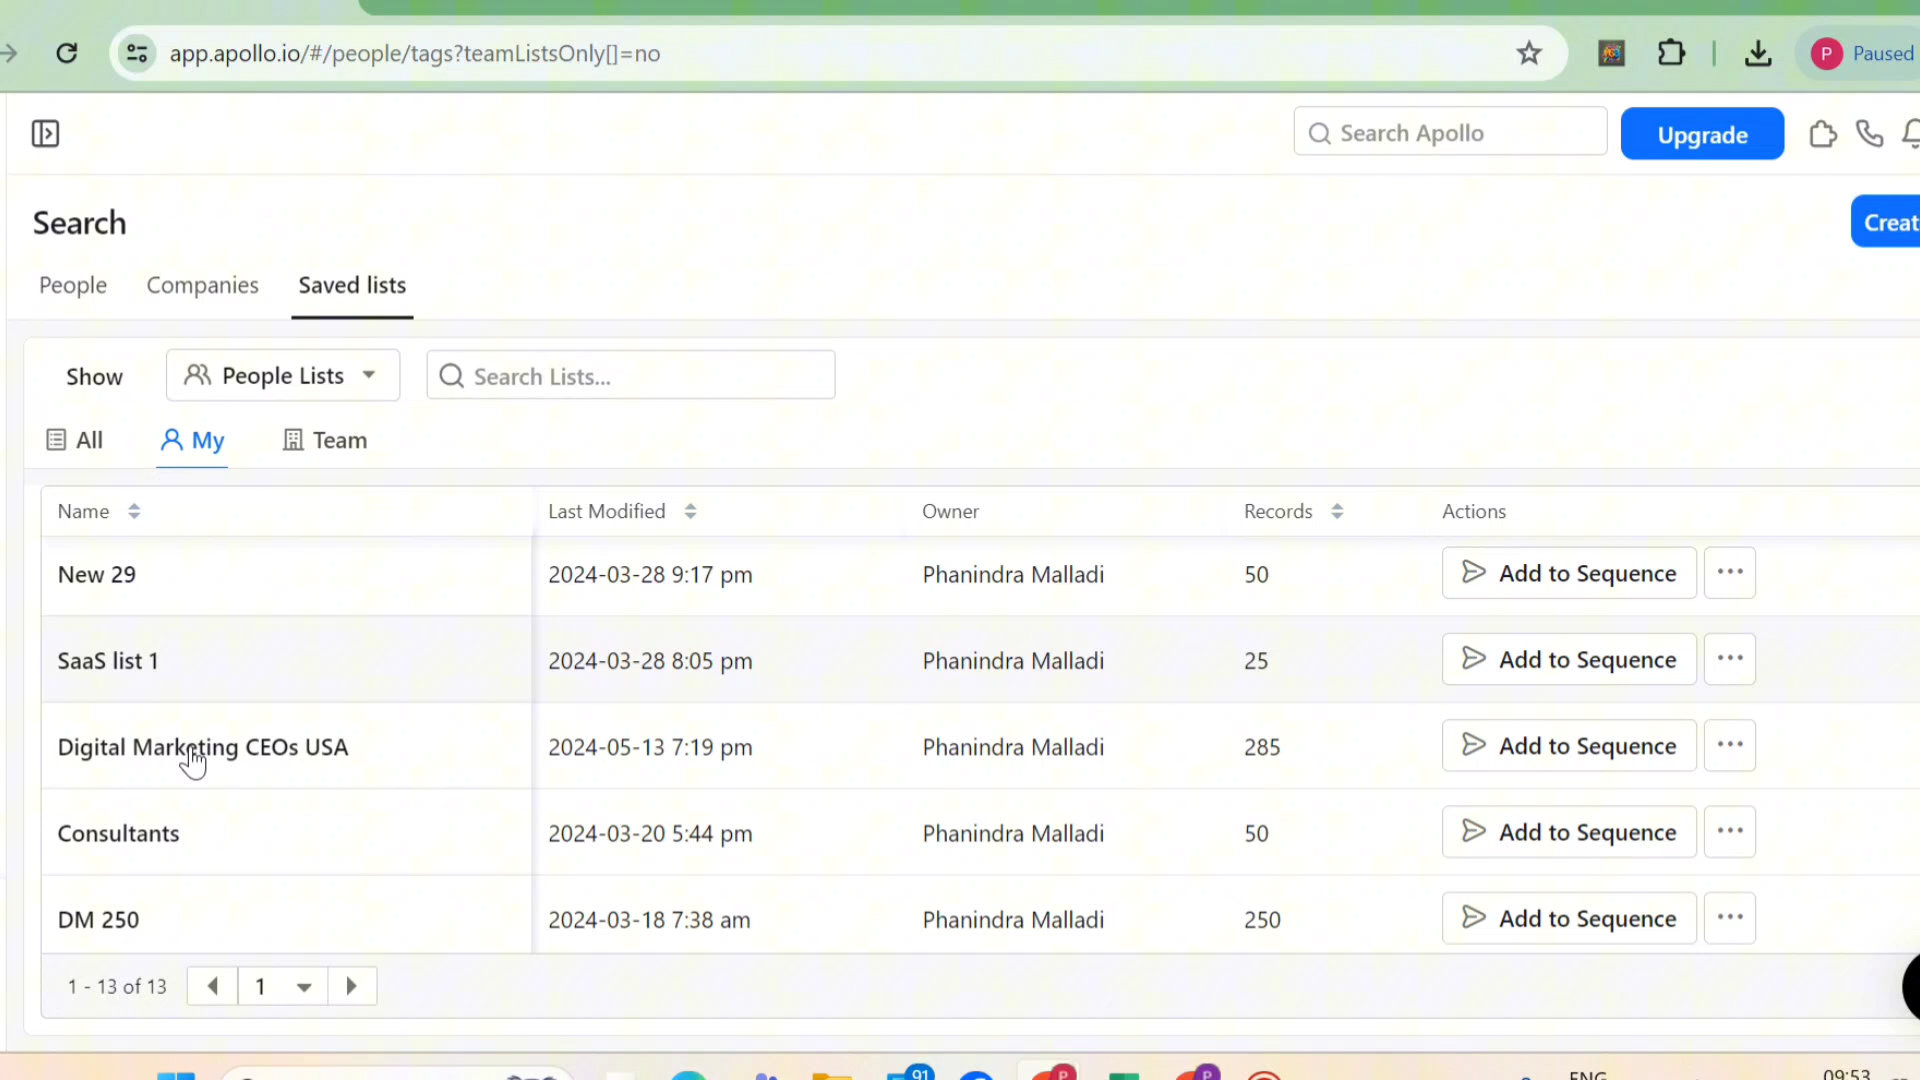 app.apollo.io/#/people/tags?teamListsOnly[]=no
P Paused
Search Apollo
Upgrade
Search
Creat
People Companies Saved lists
Show People Lists Search Lists...
All My Team
Name Last Modified Owner Records Actions
New 29 2024-03-28 9:17 pm Phanindra Malladi 50 Add to Sequence ...
SaaS list 1 2024-03-28 8:05 pm Phanindra Malladi 25 Add to Sequence ...
Digital Marketing CEOs USA 2024-05-13 7:19 pm Phanindra Malladi 285 Add to Sequence ...
Consultants 2024-03-20 5:44 pm Phanindra Malladi 50 Add to Sequence ...
DM 250 2024-03-18 7:38 am Phanindra Malladi 250 Add to Sequence ...
1 - 13 of 13 1
91 P P ENG 09:53